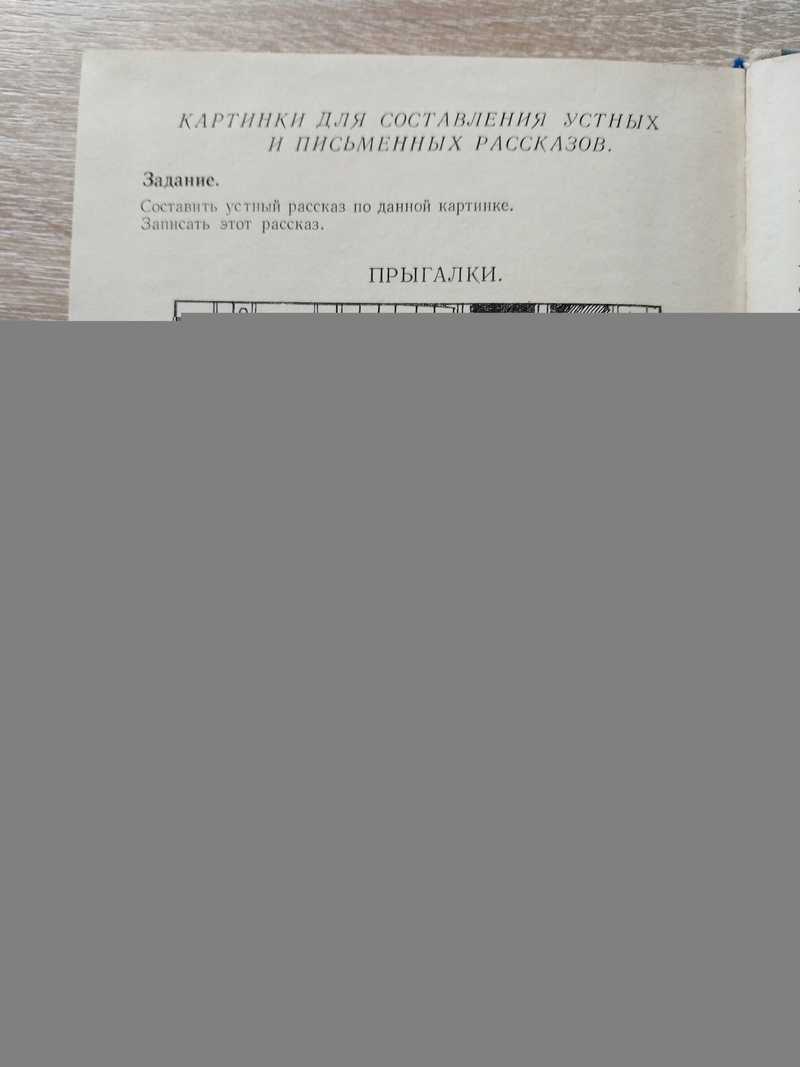 КАРТИНКИ ДЛЯ СОСТАВЛЕНИЯ УСТНЫХ
И ПИСЬМЕННЫХ РАССКАЗОВ.
Задание.
Составить устный рассказ по данной картинке.
Записать этот рассказ.
ПРЫГАЛКИ.